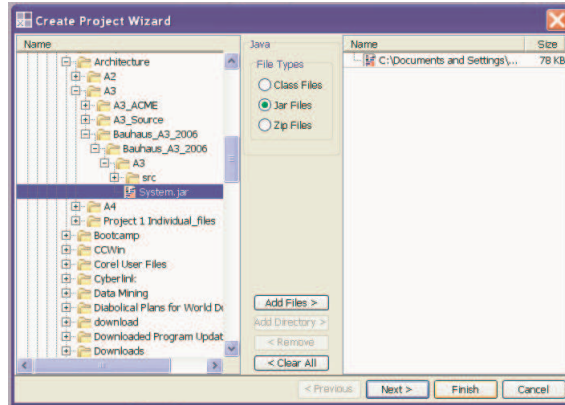 Create Project Wizard
Name
Architecture
A2
A3
A3_ACME
A3_Source
Bauhaus_A3_2006
Bauhaus_A3_2006
A3
src
System.jar
A4
Project 1 Individual_files
Bootcamp
CCWin
Corel User Files
Cyberlink
Data Mining
Diabolical Plans for World Do
download
Downloaded Program Updat
Downloads
Java
File Types
Class Files
Jar Files
Zip Files
Add Files >
Add Directory >
< Remove
< Clear All
Name Size
C:\Documents and Settings\... 78 KB
< Previous Next > Finish Cancel